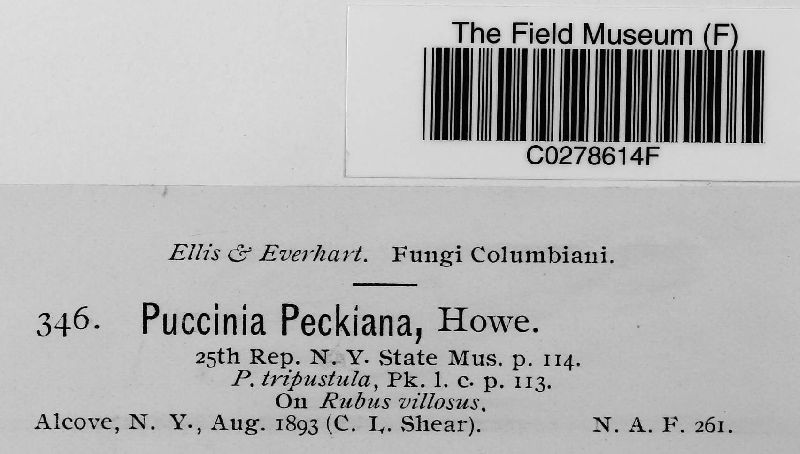 The Field Museum (F)
C0278614F
Ellis & Everhart. Fungi Columbiani.
346. Puccinia Peckiana, Howe.
25th Rep. N. Y. State Mus. p. 114.
P. tripustula, Pk. l. c. p. 113.
On Rubus villosus.
Alcove, N. Y., Aug. 1893 (C. L. Shear). N. A. F. 261.